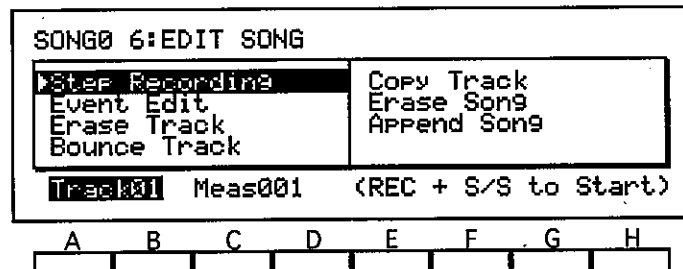 SONG0 6:EDIT SONG
▶Step Recording
Event Edit
Erase Track
Bounce Track
Copy Track
Erase Song
Append Song
Track01 Meas001 (REC + S/S to Start)
A B C D E F G H